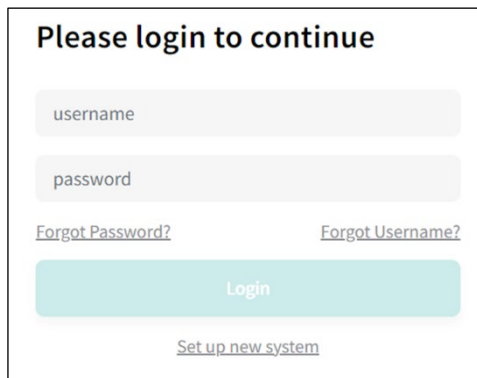 Please login to continue
username
password
Forgot Password? Forgot Username?
Login
Set up new system